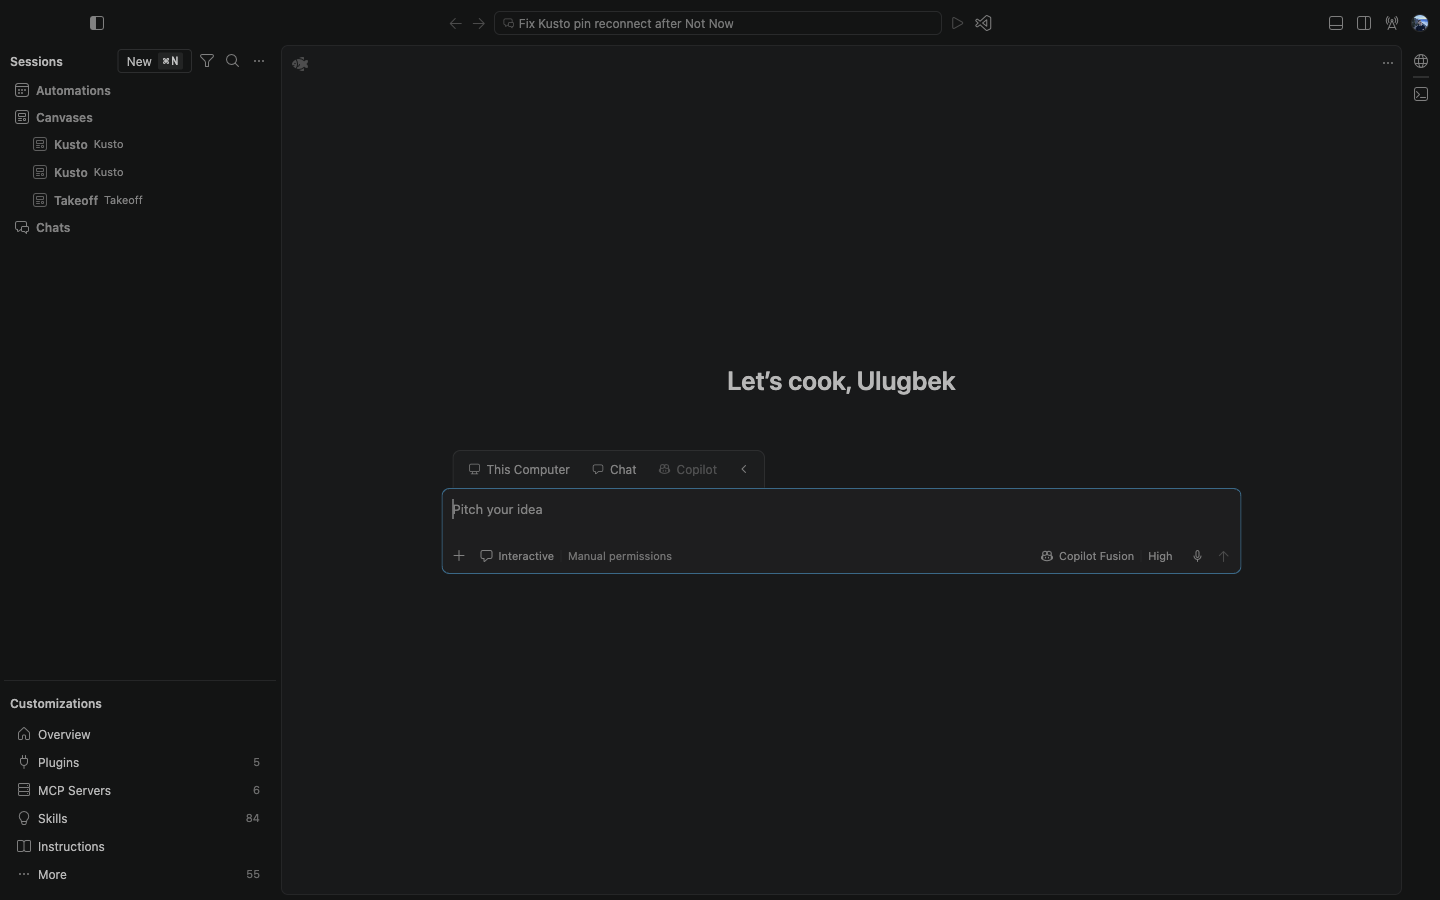 Fix Kusto pin reconnect after Not Now
Sessions
New ⌘N
Automations
Canvases
Kusto Kusto
Kusto Kusto
Takeoff Takeoff
Chats
Let's cook, Ulugbek
This Computer Chat Copilot
Pitch your idea
Interactive Manual permissions Copilot Fusion High
Customizations
Overview
Plugins 5
MCP Servers 6
Skills 84
Instructions
More 55